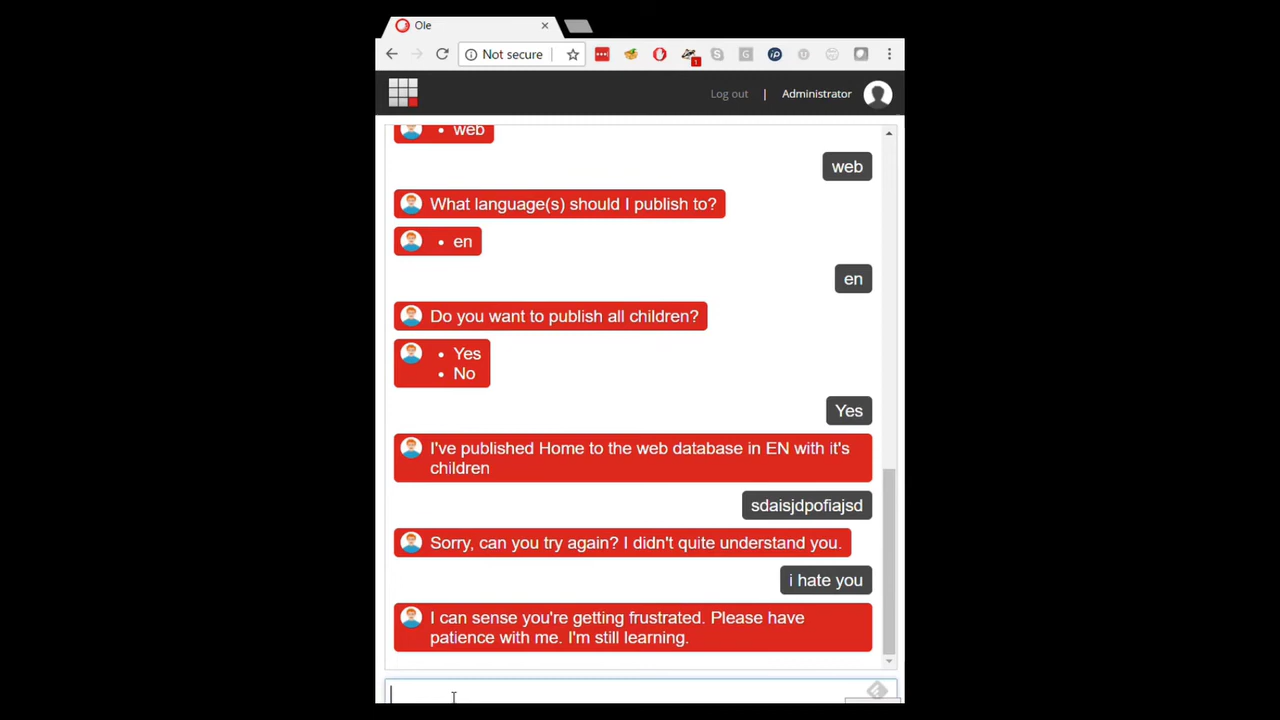 Ole
Not secure
1
Log out | Administrator
• web
web
What language(s) should I publish to?
• en
en
Do you want to publish all children?
• Yes
• No
Yes
I've published Home to the web database in EN with it's
children
sdaisjdpofiajsd
Sorry, can you try again? I didn't quite understand you.
i hate you
I can sense you're getting frustrated. Please have
patience with me. I'm still learning.